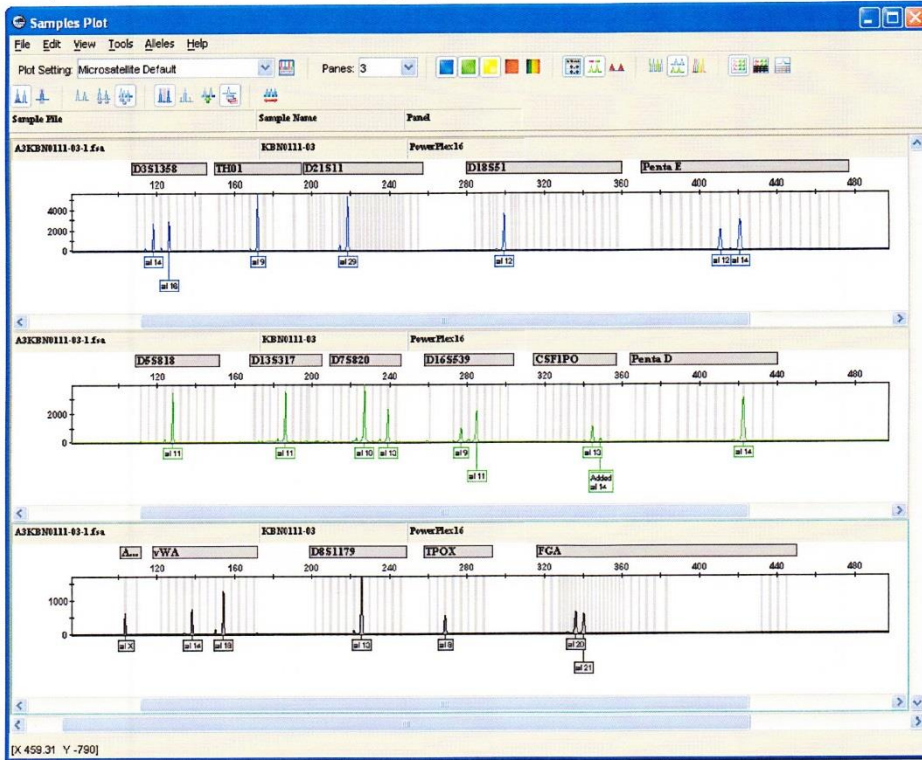 Samples Plot
File Edit View Tools Alleles Help
Plot Setting: Microsatellite Default Panes: 3
Sample File Sample Name Panel
A3KBN0111-03-1.fsa KBN0111-03 PowerPlex16
D3S1358 TH01 D21S11 D18S51 Penta E
120 160 200 240 280 320 360 400 440 480
4000
2000
0
al 14 al 9 al 29 al 12 al 12 al 14
al 16
A3KBN0111-03-1.fsa KBN0111-03 PowerPlex16
D5S818 D13S317 D7S820 D16S539 CSF1PO Penta D
120 160 200 240 280 320 360 400 440 480
2000
0
al 11 al 11 al 10 al 13 al 9 al 13 al 14
al 11 Added
al 14
A3KBN0111-03-1.fsa KBN0111-03 PowerPlex16
A... vWA D8S1179 TPOX FGA
120 160 200 240 280 320 360 400 440 480
1000
0
al X al 14 al 18 al 13 al 8 al 20
al 21
[X 459.31 Y -790]